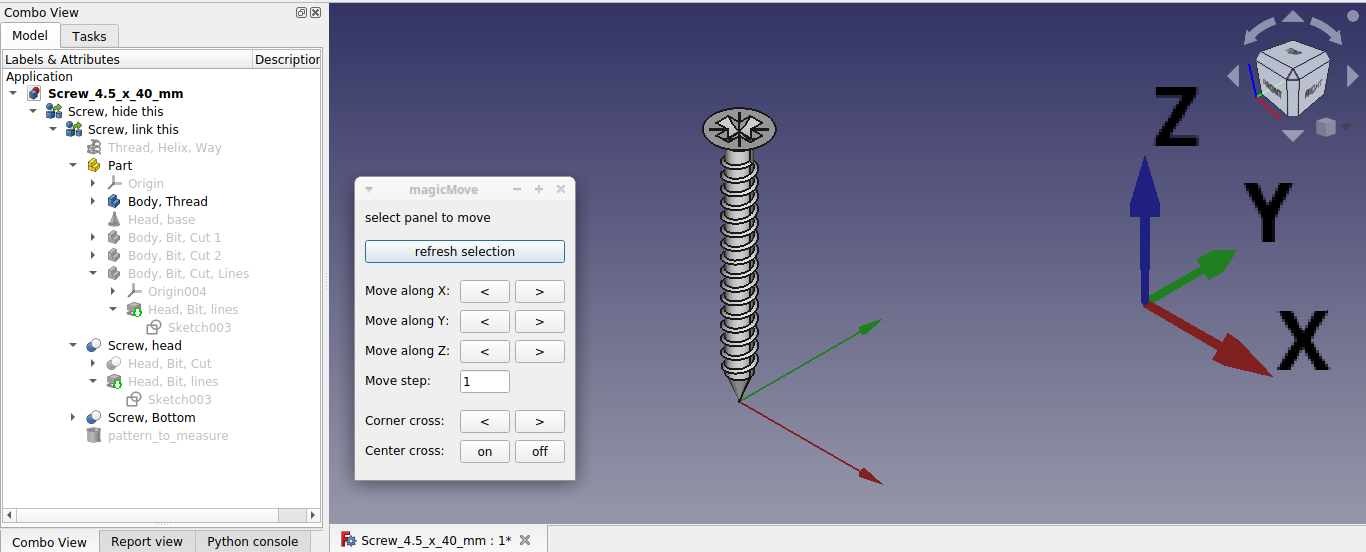 Combo View
Model
Tasks
Labels & Attributes
Description
Application
Screw_4.5_x_40_mm
Screw, hide this
Screw, link this
Thread, Helix, Way
Part
Origin
Body, Thread
Head, base
Body, Bit, Cut 1
Body, Bit, Cut 2
Body, Bit, Cut, Lines
Origin004
Head, Bit, lines
Sketch003
Screw, head
Head, Bit, Cut
Head, Bit, lines
Sketch003
Screw, Bottom
pattern_to_measure
Combo View
Report view
Python console
magicMove
select panel to move
refresh selection
Move along X: < >
Move along Y: < >
Move along Z: < >
Move step: 1
Corner cross: < >
Center cross: on off
FRONT
RIGHT
Z
Y
X
Screw_4.5_x_40_mm : 1*